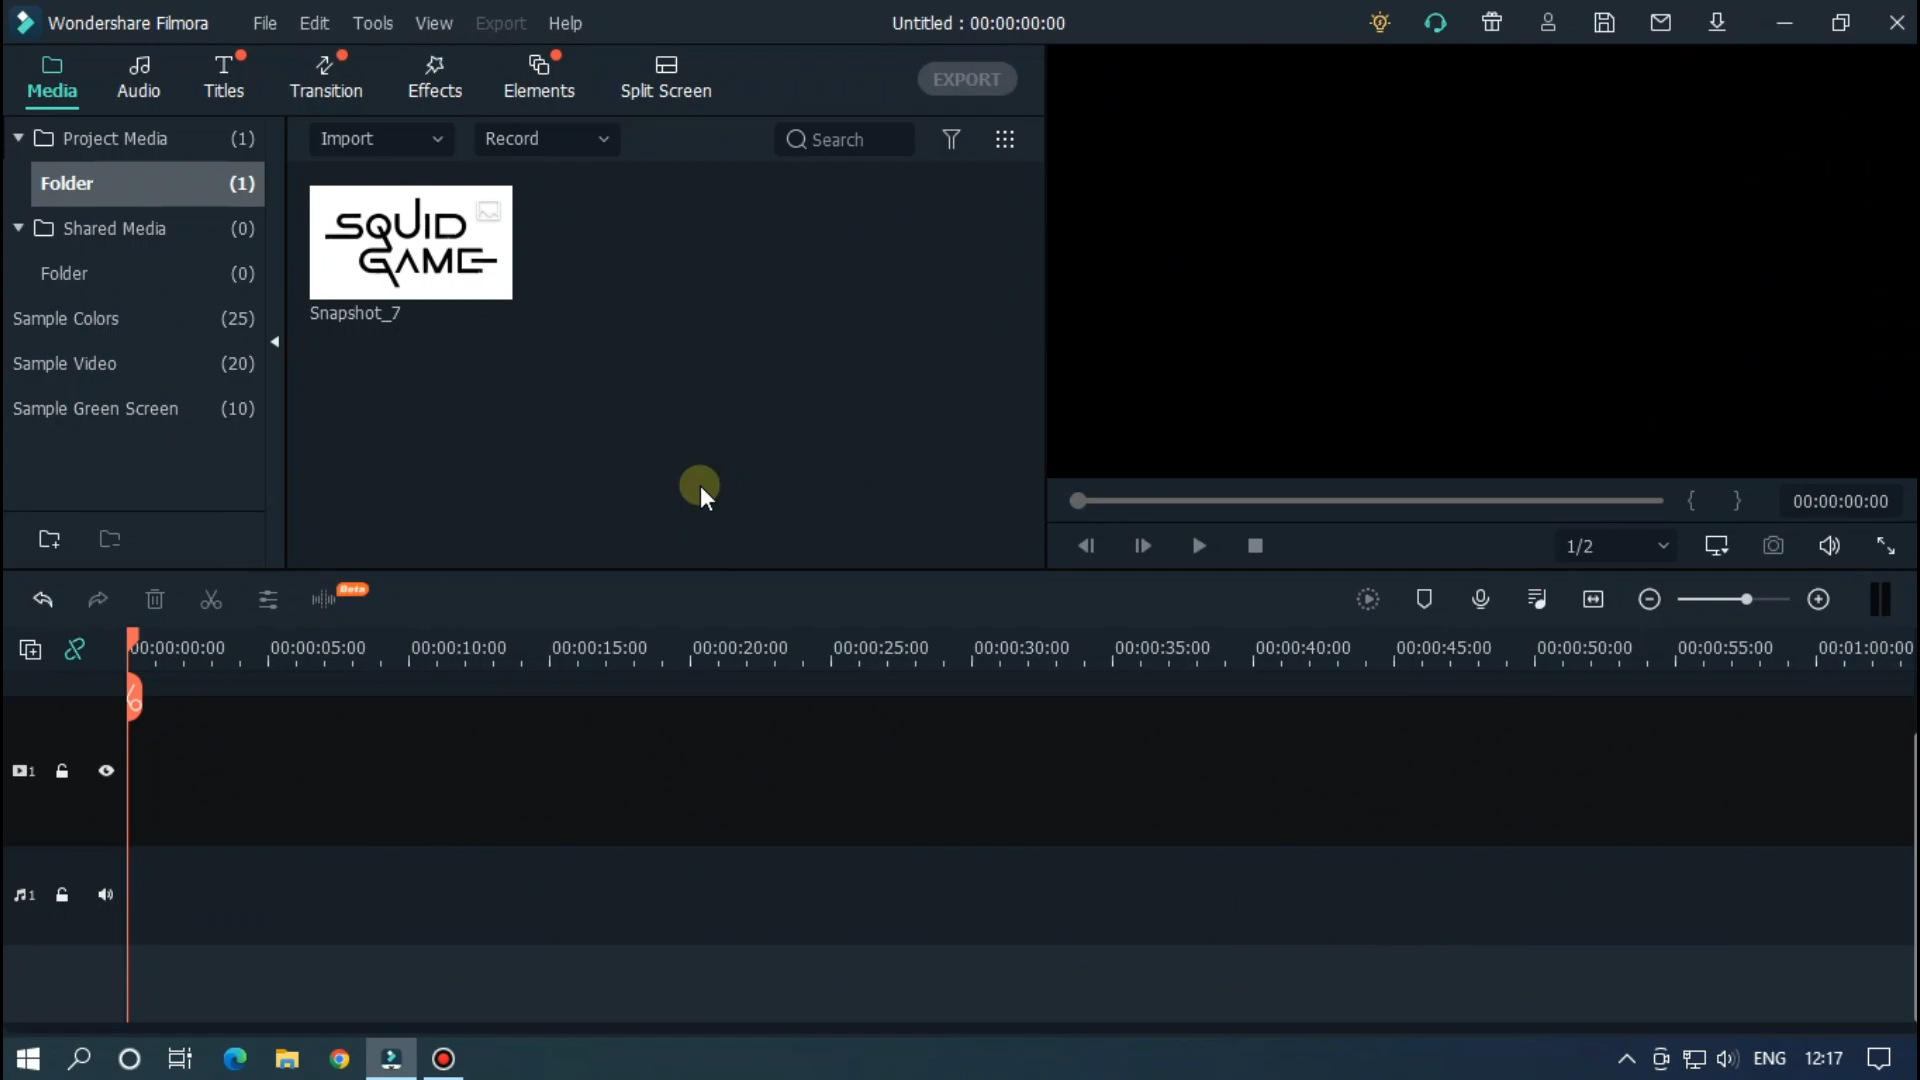 Wondershare Filmora File Edit Tools View Export Help Untitled : 00:00:00:00
Media Audio Titles Transition Effects Elements Split Screen EXPORT
Project Media (1) Import Record Search
Folder (1)
Shared Media (0)
SQUID
GAME
Folder (0)
Snapshot_7
Sample Colors (25)
Sample Video (20)
Sample Green Screen (10)
00:00:00:00
1/2
Beta
00:00:00:00 00:00:05:00 00:00:10:00 00:00:15:00 00:00:20:00 00:00:25:00 00:00:30:00 00:00:35:00 00:00:40:00 00:00:45:00 00:00:50:00 00:00:55:00 00:01:00:00
1
1
ENG 12:17